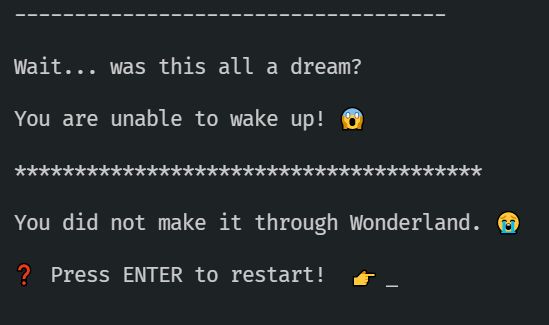 ------------------------------------
Wait... was this all a dream?
You are unable to wake up! 😱
***************************************
You did not make it through Wonderland. 😭
❓ Press ENTER to restart! 👉 _